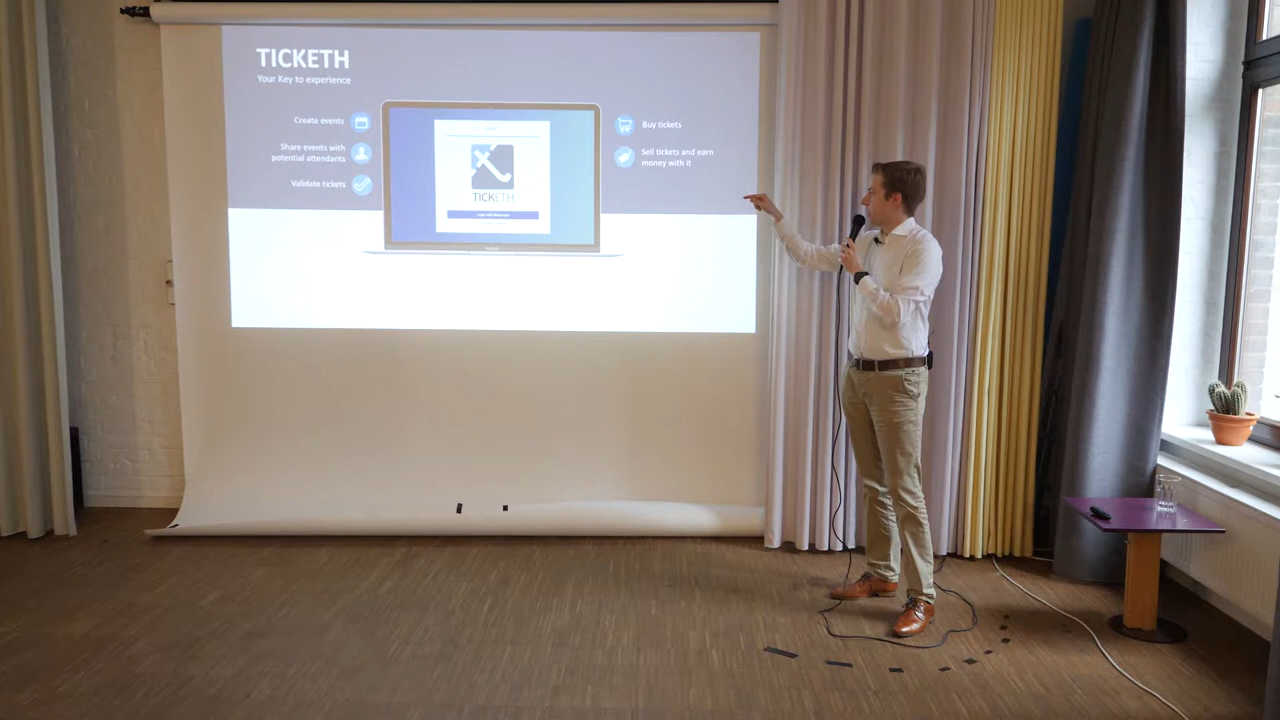 TICKETH
Your Key to experience
Create events
Share events with
potential attendants
Validate tickets
TICKETH
Buy tickets
Sell tickets and earn
money with it